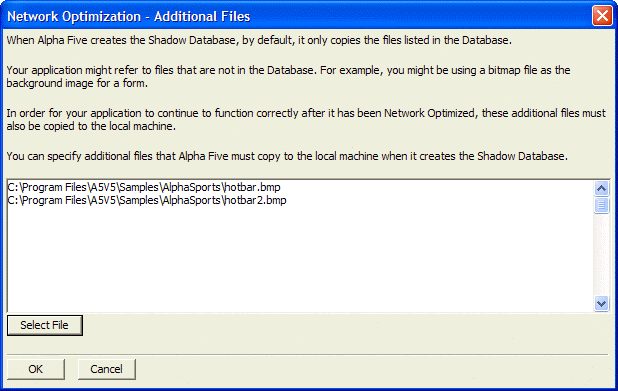 Network Optimization - Additional Files
When Alpha Five creates the Shadow Database, by default, it only copies the files listed in the Database.
Your application might refer to files that are not in the Database. For example, you might be using a bitmap file as the
background image for a form.
In order for your application to continue to function correctly after it has been Network Optimized, these additional files must
also be copied to the local machine.
You can specify additional files that Alpha Five must copy to the local machine when it creates the Shadow Database.
C:\Program Files\A5V5\Samples\AlphaSports\hotbar.bmp
C:\Program Files\A5V5\Samples\AlphaSports\hotbar2.bmp
Select File
OK Cancel